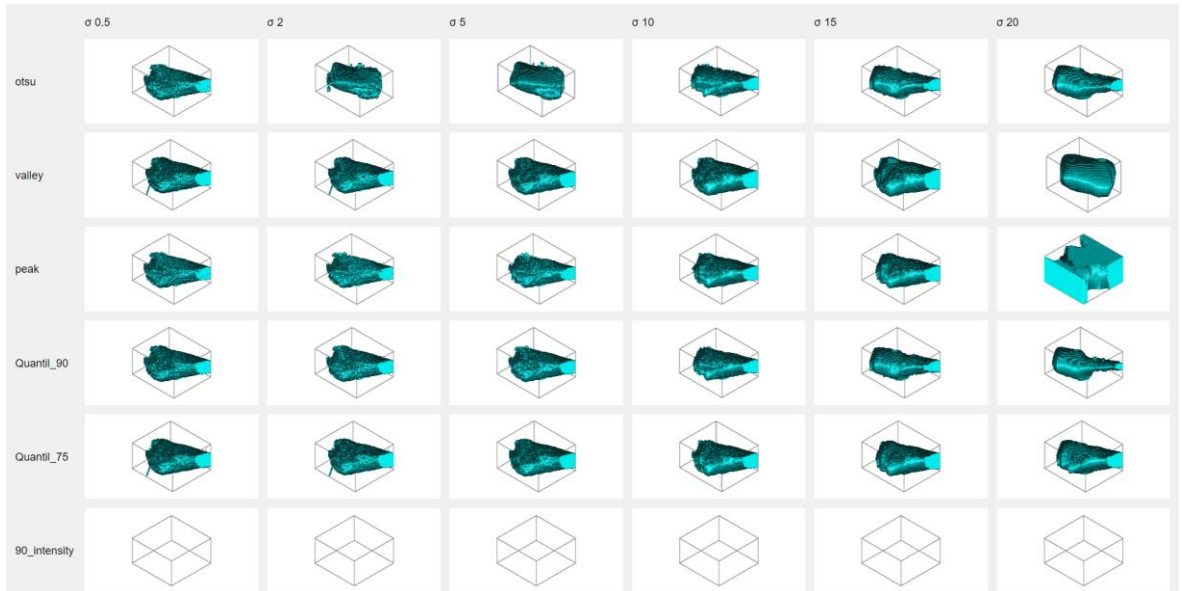 σ 0.5 σ 2 σ 5 σ 10 σ 15 σ 20
otsu
valley
peak
Quantil_90
Quantil_75
90_intensity